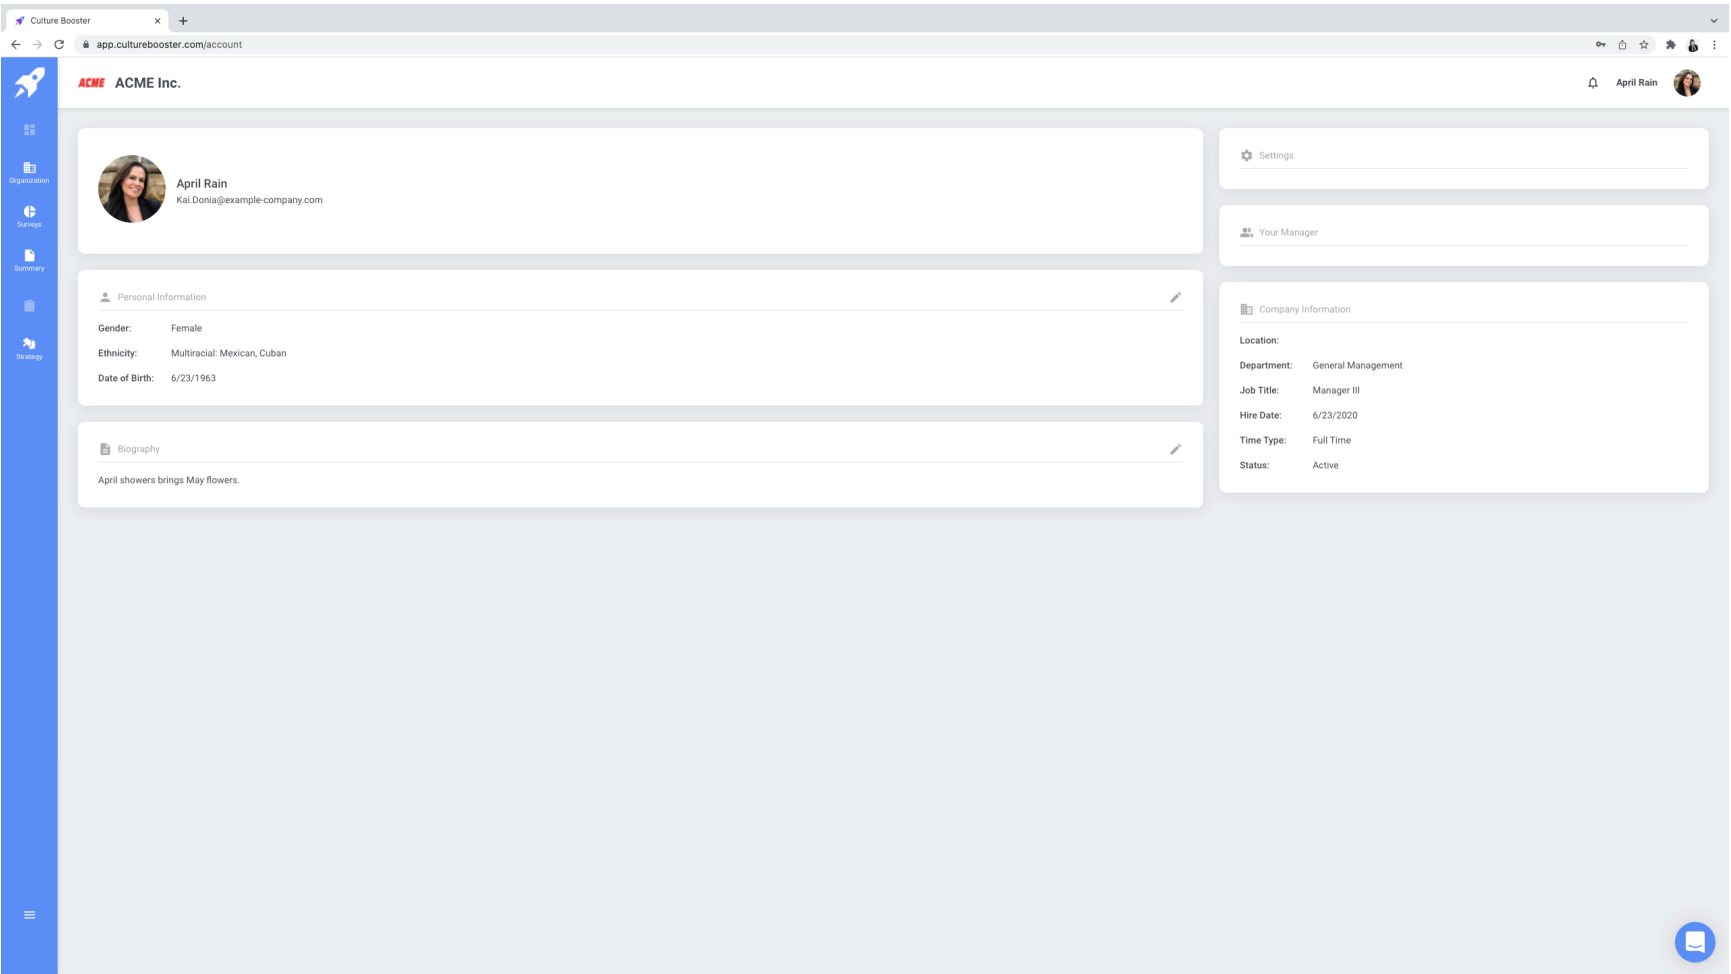 Culture Booster
app.culturebooster.com/account
ACME ACME Inc.
April Rain
Organization
Surveys
Summary
Strategy
April Rain
Kai.Donia@example-company.com
Personal Information
Gender: Female
Ethnicity: Multiracial: Mexican, Cuban
Date of Birth: 6/23/1963
Biography
April showers brings May flowers.
Settings
Your Manager
Company Information
Location:
Department: General Management
Job Title: Manager III
Hire Date: 6/23/2020
Time Type: Full Time
Status: Active